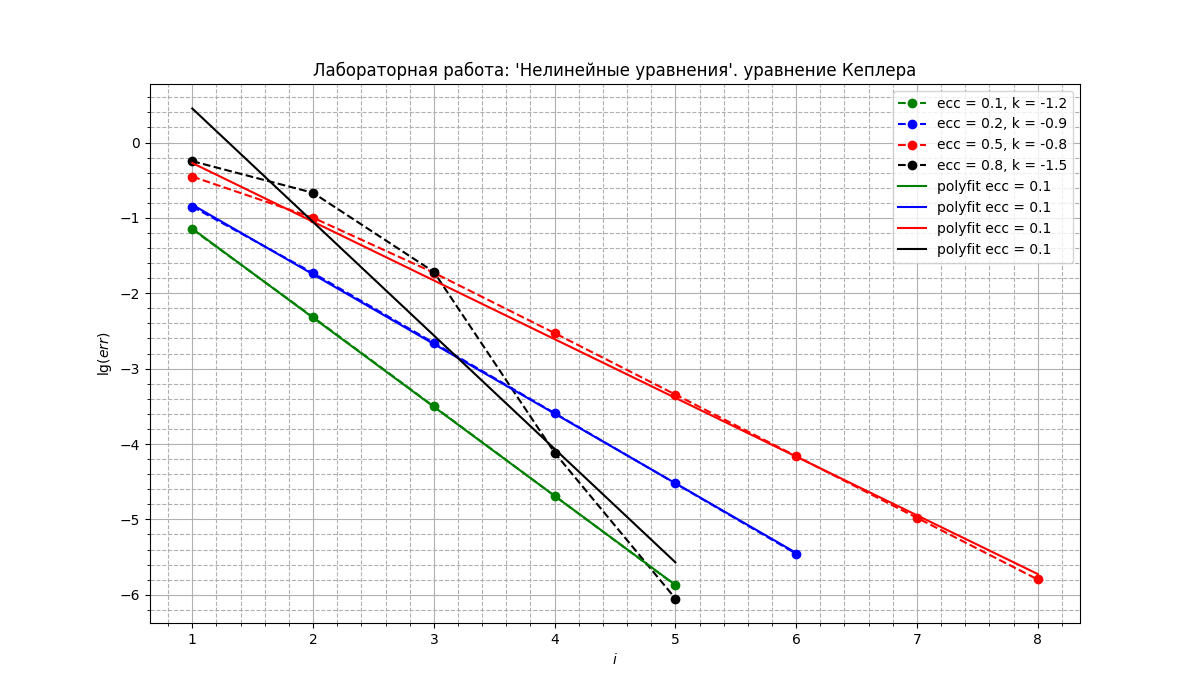 Лабораторная работа: 'Нелинейные уравнения'. уравнение Кеплера
ecc = 0.1, k = -1.2
ecc = 0.2, k = -0.9
ecc = 0.5, k = -0.8
ecc = 0.8, k = -1.5
polyfit ecc = 0.1
polyfit ecc = 0.1
polyfit ecc = 0.1
polyfit ecc = 0.1
lg(err)
0
−1
−2
−3
−4
−5
−6
1 2 3 4 5 6 7 8
i